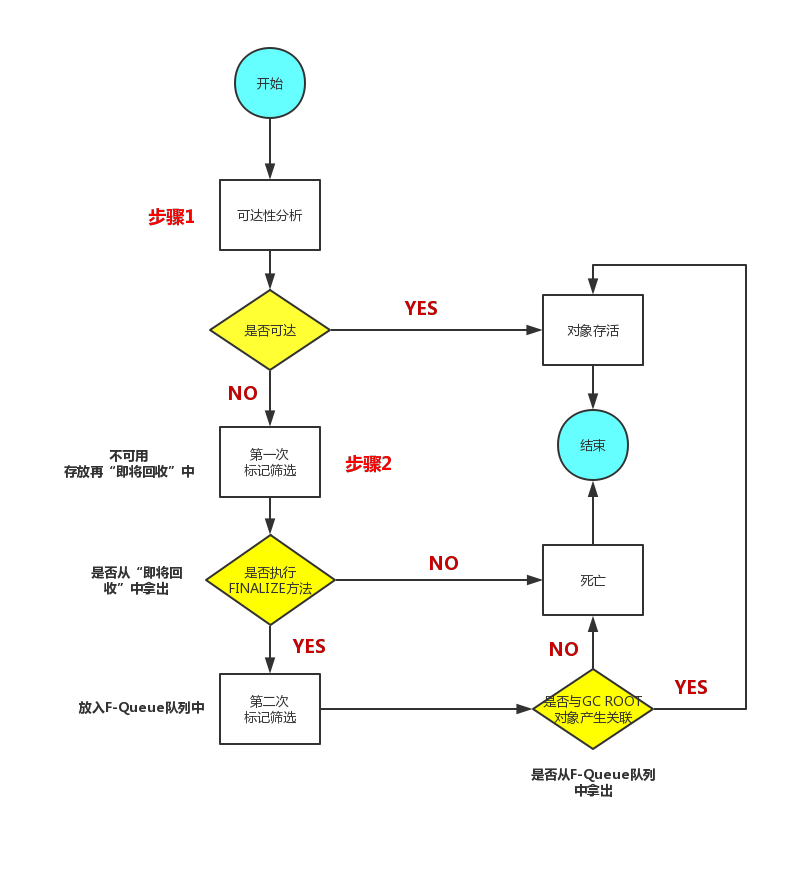 开始
步骤1
可达性分析
YES
是否可达
对象存活
NO
不可用
存放再“即将回收”中
第一次
标记筛选
步骤2
结束
是否从“即将回
收”中拿出
是否执行
FINALIZE方法
NO
死亡
YES
NO
放入F-Queue队列中
第二次
标记筛选
是否与GC ROOT
对象产生关联
YES
是否从F-Queue队列
中拿出